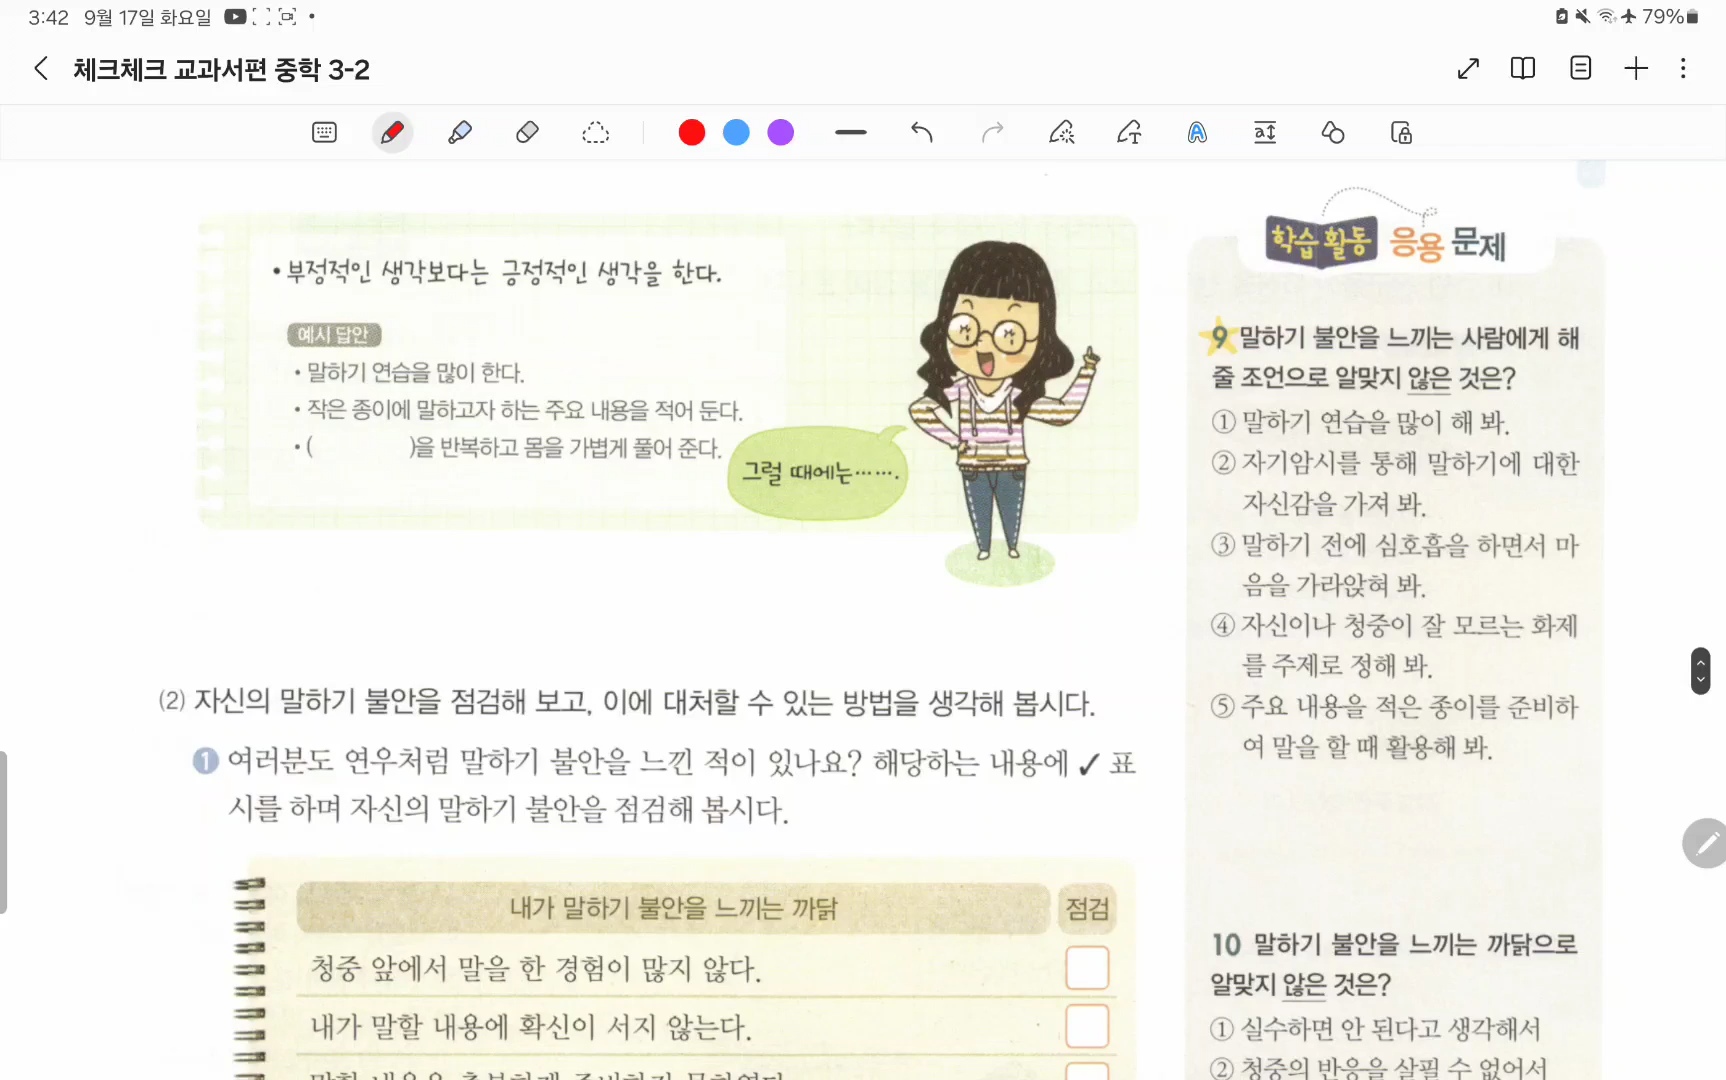 3:42 9월 17일 화요일
79%
체크체크 교과서편 중학 3-2
• 부정적인 생각보다는 긍정적인 생각을 한다.
예시 답안
• 말하기 연습을 많이 한다.
• 작은 종이에 말하고자 하는 주요 내용을 적어 둔다.
• ( )을 반복하고 몸을 가볍게 풀어 준다.
그럴 때에는…….
(2) 자신의 말하기 불안을 점검해 보고, 이에 대처할 수 있는 방법을 생각해 봅시다.
1 여러분도 연우처럼 말하기 불안을 느낀 적이 있나요? 해당하는 내용에 ✓ 표
시를 하며 자신의 말하기 불안을 점검해 봅시다.
내가 말하기 불안을 느끼는 까닭 점검
청중 앞에서 말을 한 경험이 많지 않다.
내가 말할 내용에 확신이 서지 않는다.
학습 활동 응용 문제
9 말하기 불안을 느끼는 사람에게 해
줄 조언으로 알맞지 않은 것은?
① 말하기 연습을 많이 해 봐.
② 자기암시를 통해 말하기에 대한
자신감을 가져 봐.
③ 말하기 전에 심호흡을 하면서 마
음을 가라앉혀 봐.
④ 자신이나 청중이 잘 모르는 화제
를 주제로 정해 봐.
⑤ 주요 내용을 적은 종이를 준비하
여 말을 할 때 활용해 봐.
10 말하기 불안을 느끼는 까닭으로
알맞지 않은 것은?
① 실수하면 안 된다고 생각해서
② 청중의 반응을 살필 수 없어서